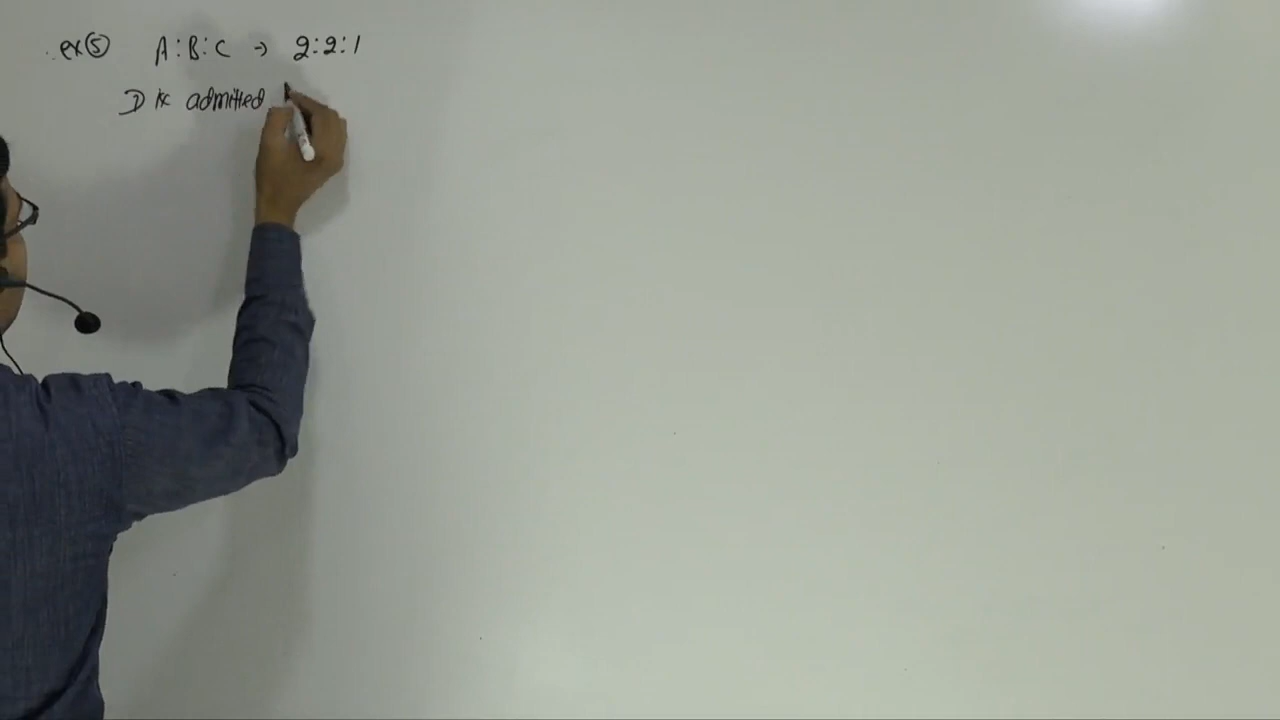 ex⑤ A:B:C → 2:2:1
D is admitted